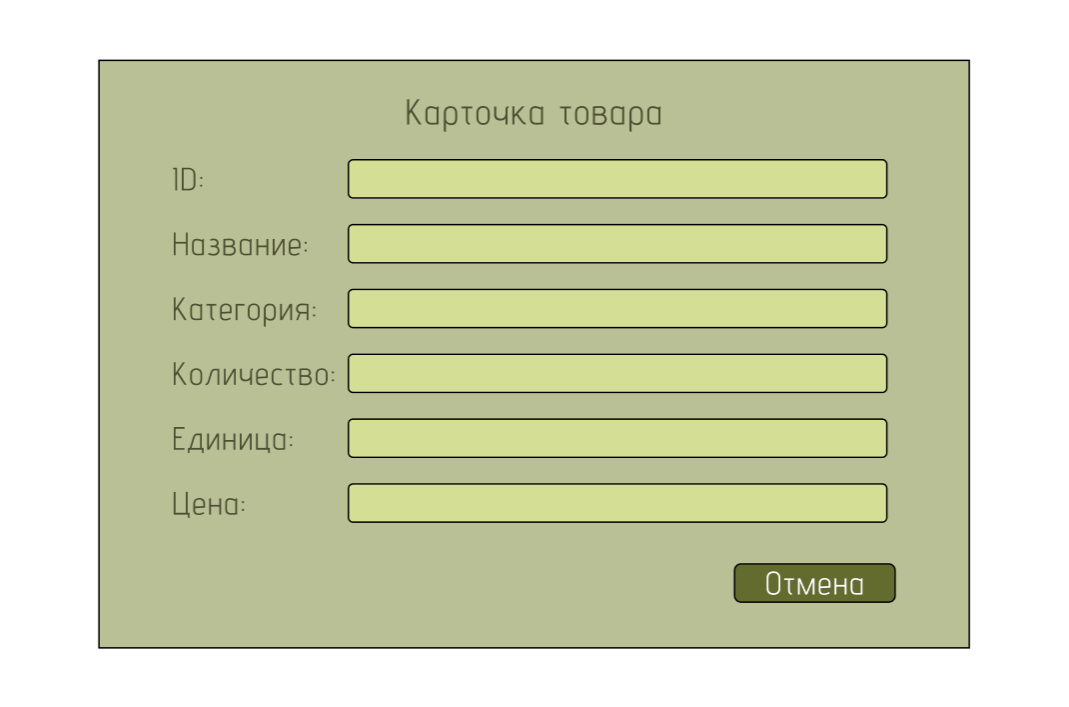 Карточка товара
ID:
Название:
Категория:
Количество:
Единица:
Цена:
Отмена